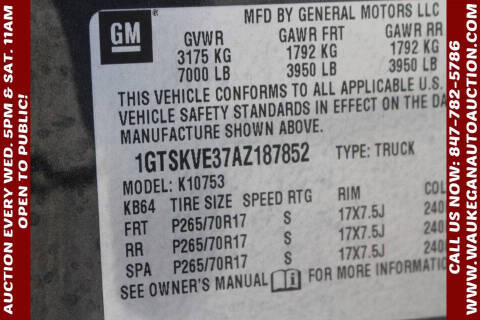 AUCTION EVERY WED. 5PM & SAT. 11AM
OPEN TO PUBLIC!
GM
MFD BY GENERAL MOTORS LLC
GVWR GAWR FRT GAWR RR
3175 KG 1792 KG 1792 KG
7000 LB 3950 LB 3950 LB
THIS VEHICLE CONFORMS TO ALL APPLICABLE U.S.
VEHICLE SAFETY STANDARDS IN EFFECT ON THE DA
MANUFACTURE SHOWN ABOVE.
1GTSKVE37AZ187852 TYPE: TRUCK
MODEL: K10753
KB64 TIRE SIZE SPEED RTG RIM COL
FRT P265/70R17 S 17X7.5J 240
RR P265/70R17 S 17X7.5J 240
SPA P265/70R17 S 17X7.5J 240
SEE OWNER'S MANUAL i FOR MORE INFORMATIO
CALL US NOW: 847-782-5786
WWW.WAUKEGANAUTOAUCTION.COM